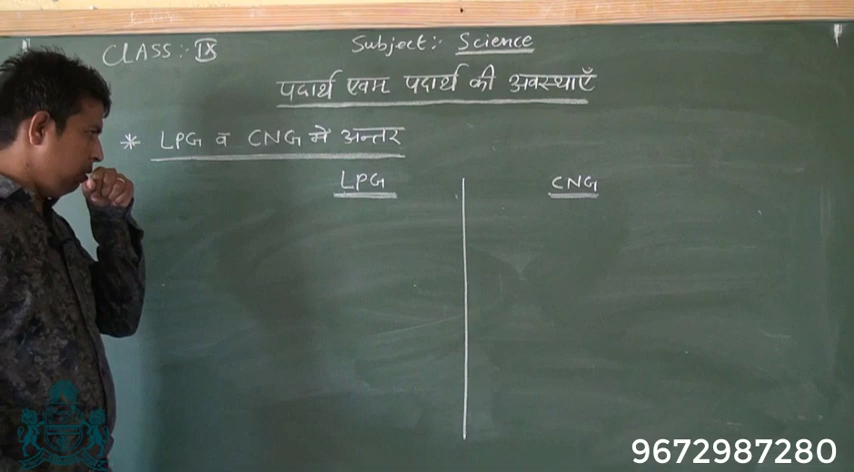 CLASS:- IX
Subject:- Science
पदार्थ एवम पदार्थ की अवस्थाएँ
* LPG व CNG में अन्तर
LPG
CNG
9672987280